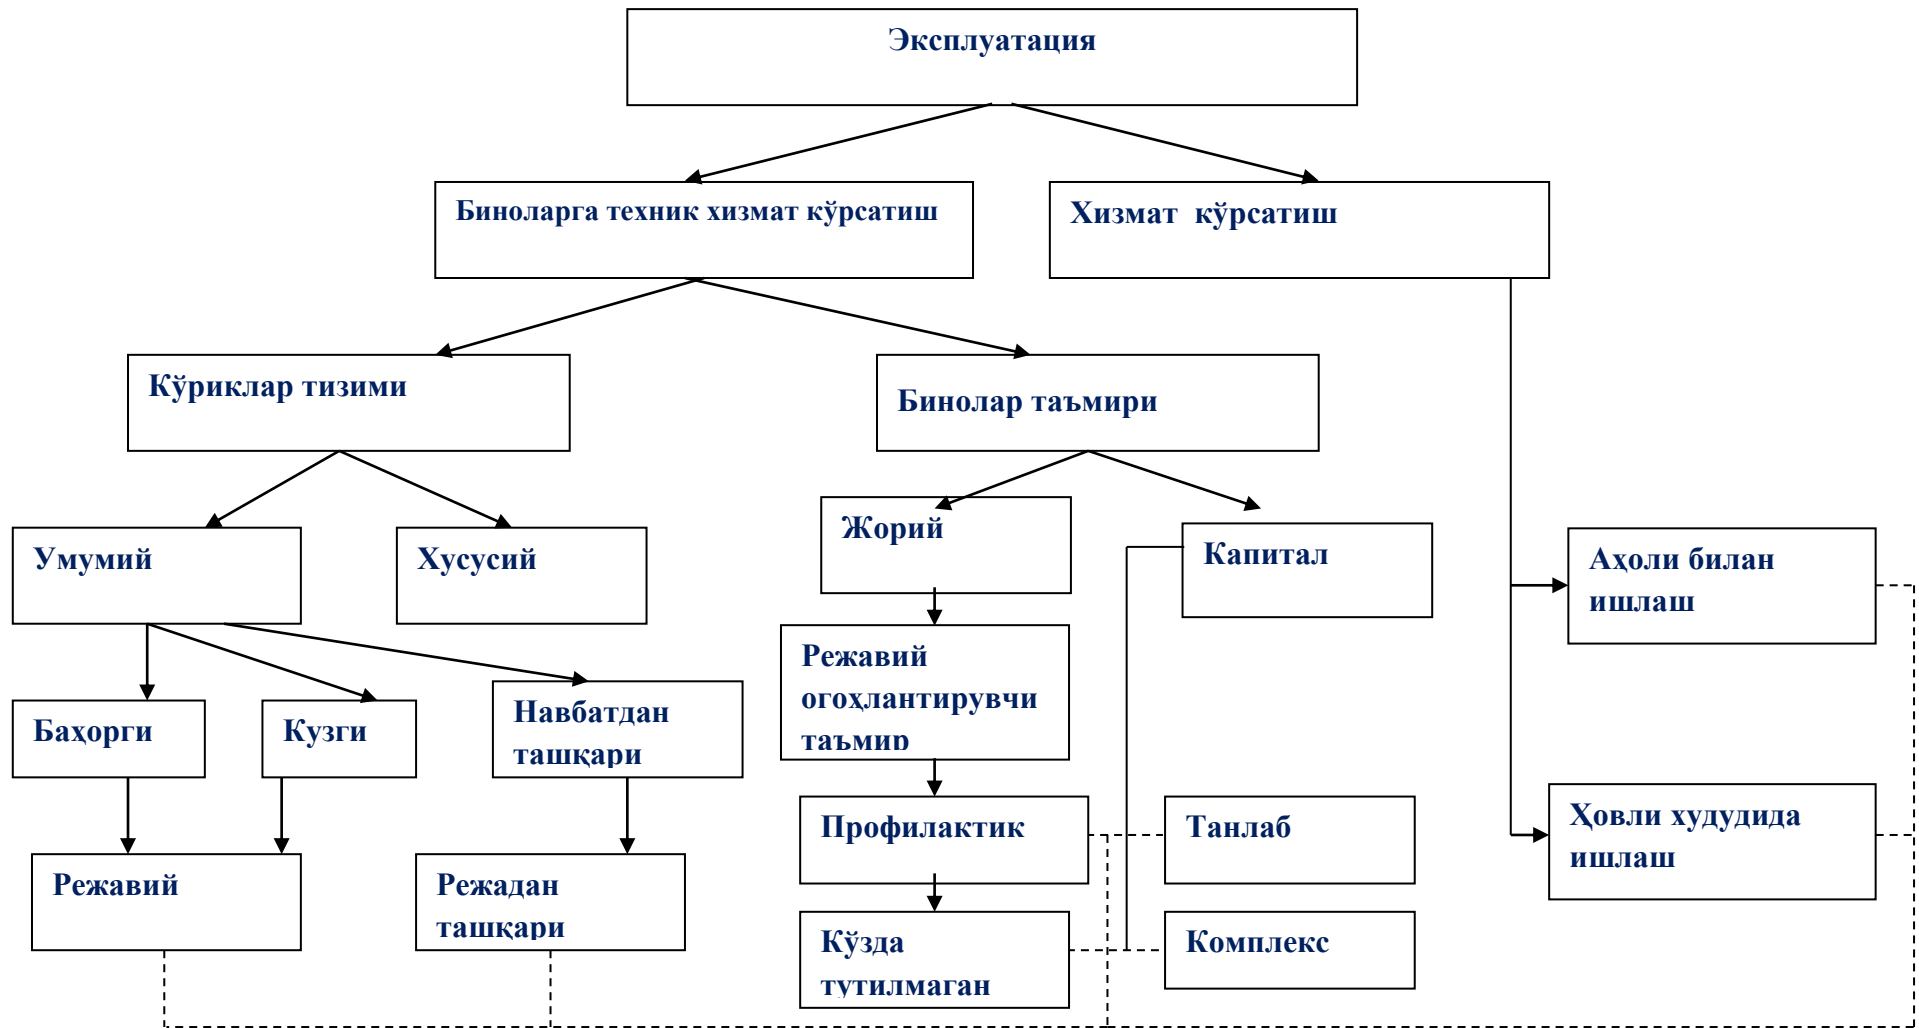 Эксплуатация
Биноларга техник хизмат кўрсатиш
Хизмат кўрсатиш
Кўриклар тизими
Бинолар таъмири
Умумий
Хусусий
Жорий
Капитал
Аҳоли билан
ишлаш
Режавий
огоҳлантирувчи
таъмир
Баҳорги
Кузги
Навбатдан
ташқари
Профилактик
Танлаб
Ҳовли худудида
ишлаш
Режавий
Режадан
ташқари
Кўзда
тутилмаган
Комплекс